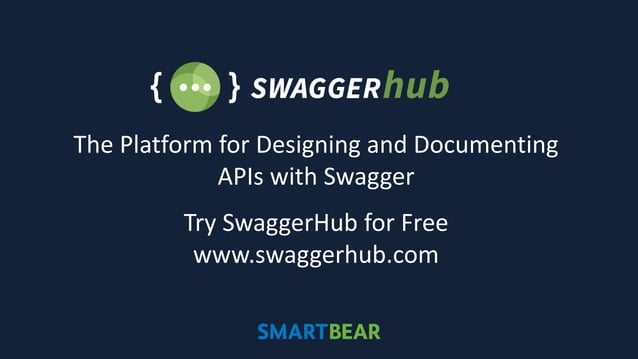 { ••• } SWAGGERhub
The Platform for Designing and Documenting
APIs with Swagger
Try SwaggerHub for Free
www.swaggerhub.com
SMARTBEAR